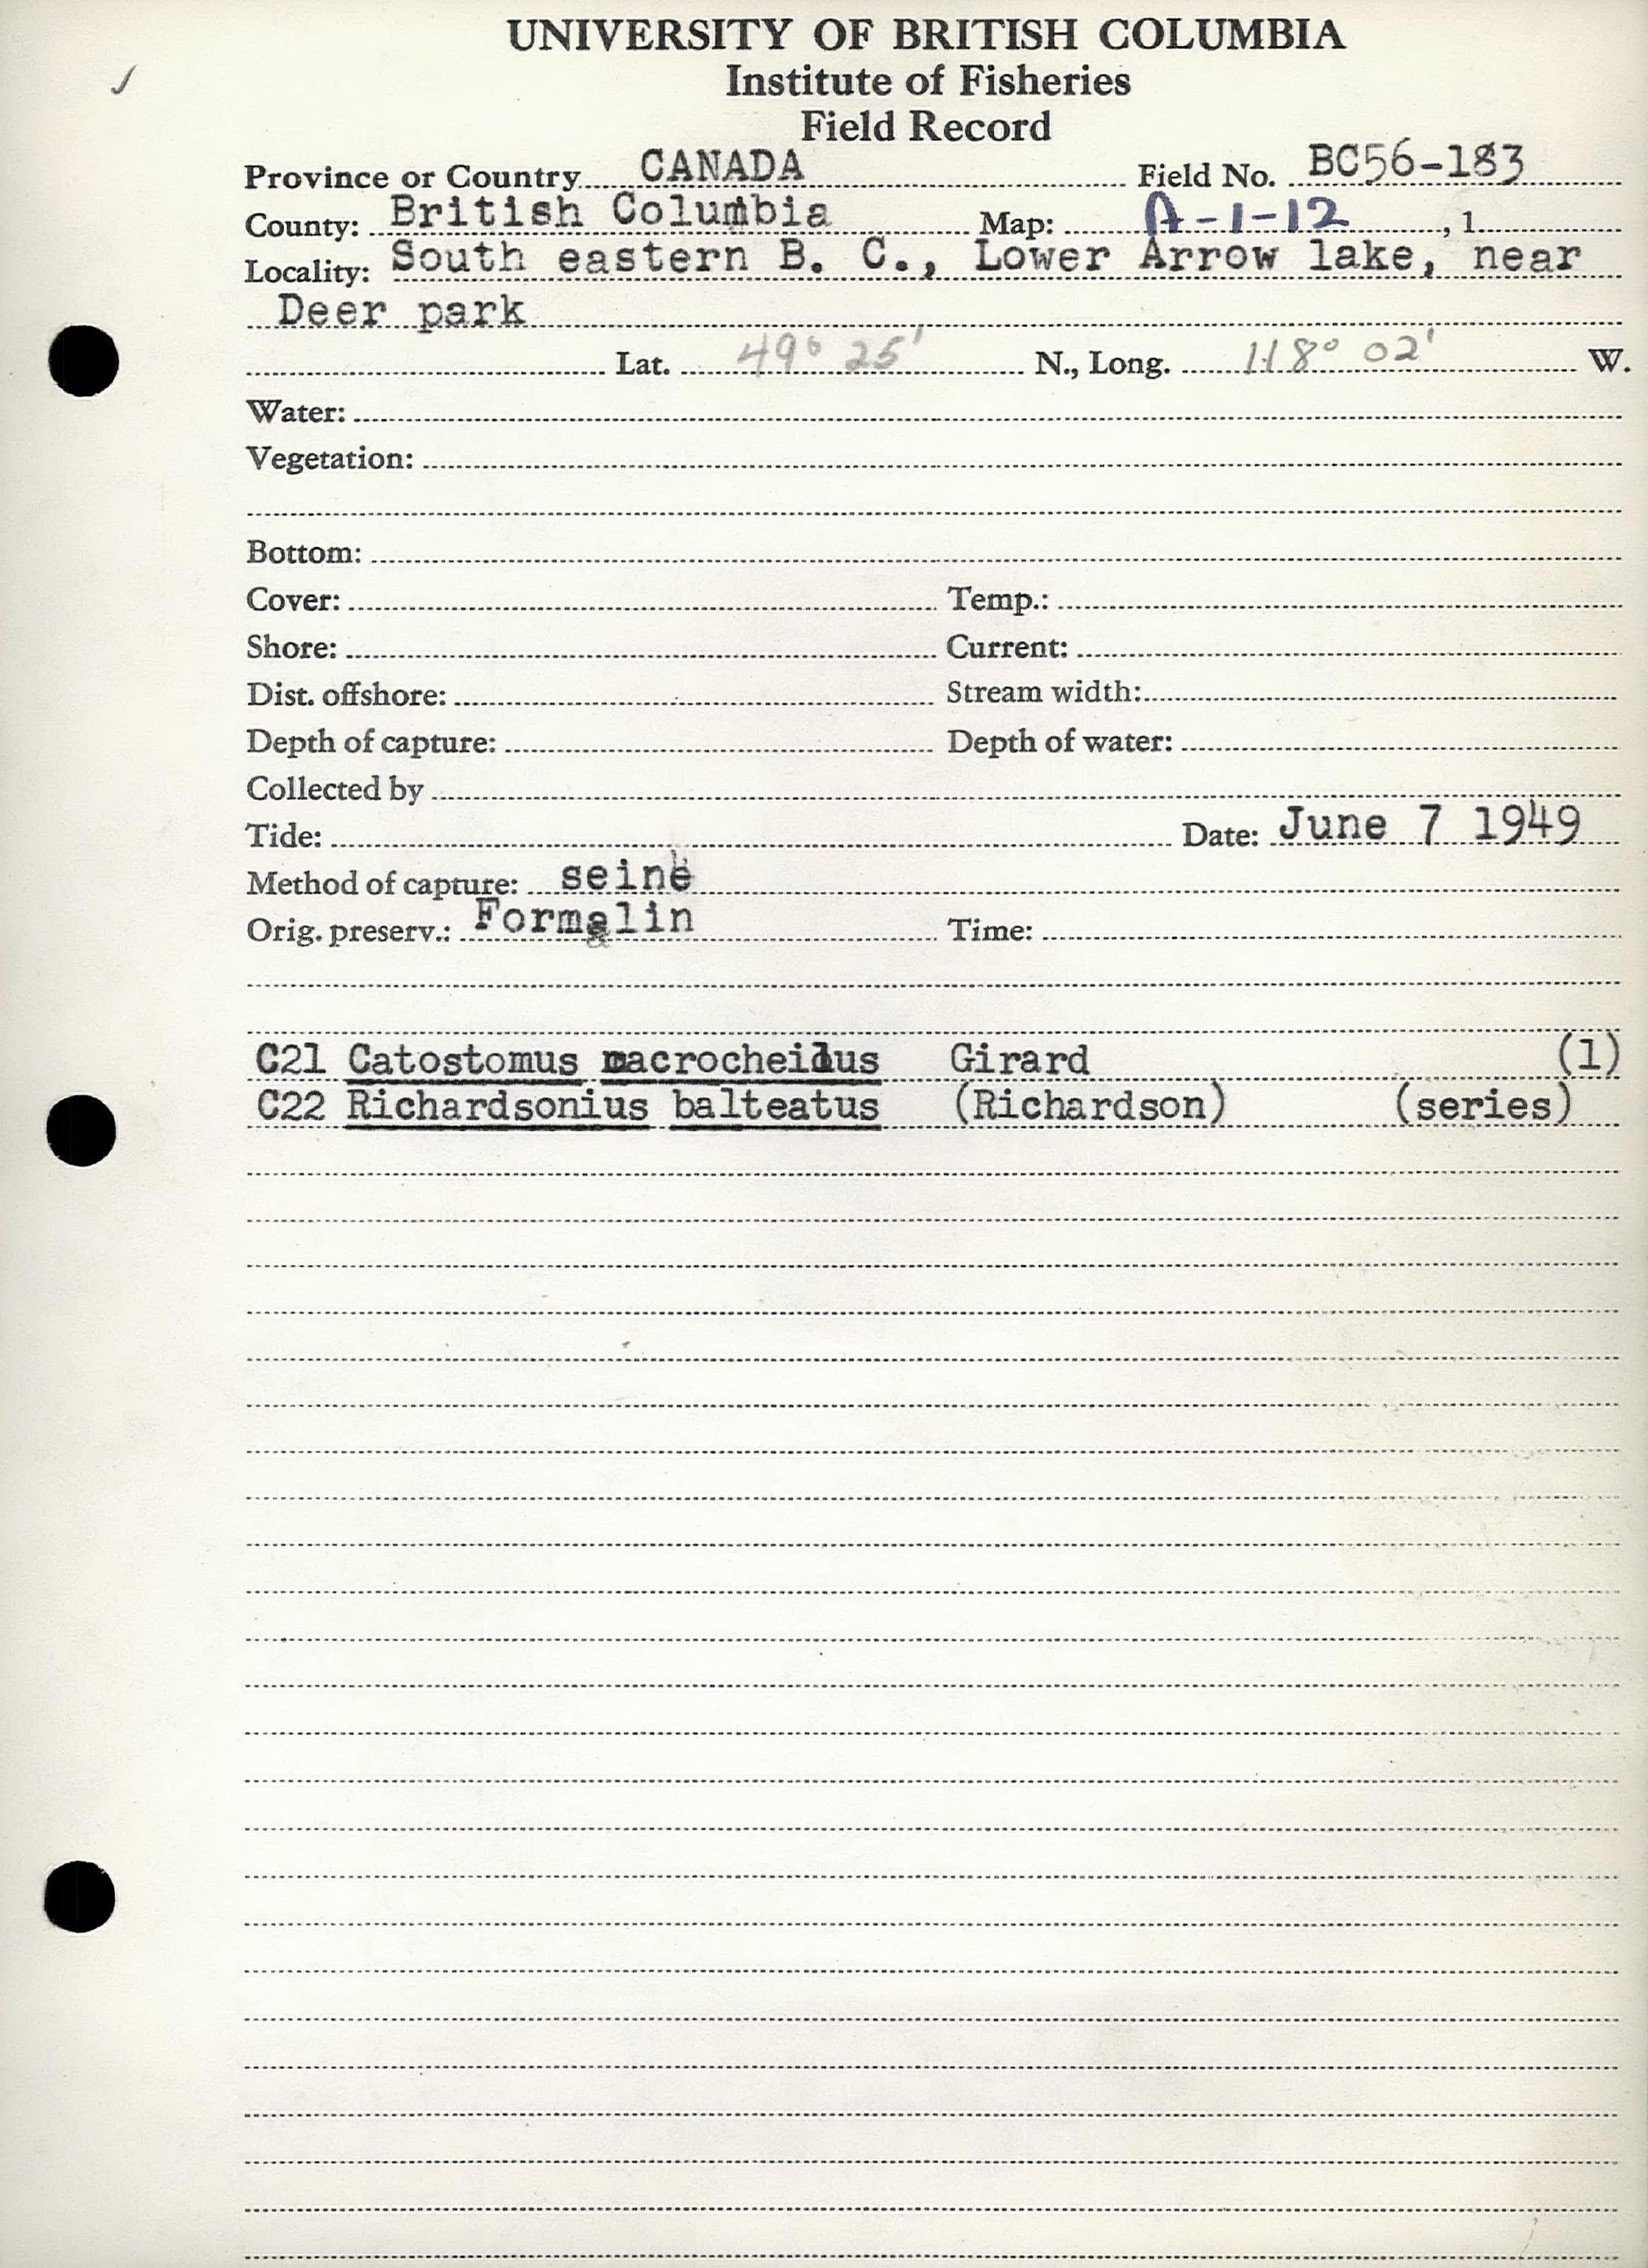 UNIVERSITY OF BRITISH COLUMBIA
Institute of Fisheries
Field Record
Province or Country CANADA Field No. BC56-183
County: British Columbia Map: A-1-12 , 1
Locality: South eastern B. C., Lower Arrow lake, near
Deer park
Lat. 49° 25' N., Long. 118° 02' W.
Water:
Vegetation:
Bottom:
Cover: Temp.:
Shore: Current:
Dist. offshore: Stream width:
Depth of capture: Depth of water:
Collected by
Tide: Date: June 7 1949
Method of capture: seine
Orig. preserv.: Formalin Time:
C21 Catostomus macrocheilus Girard (1)
C22 Richardsonius balteatus (Richardson) (series)